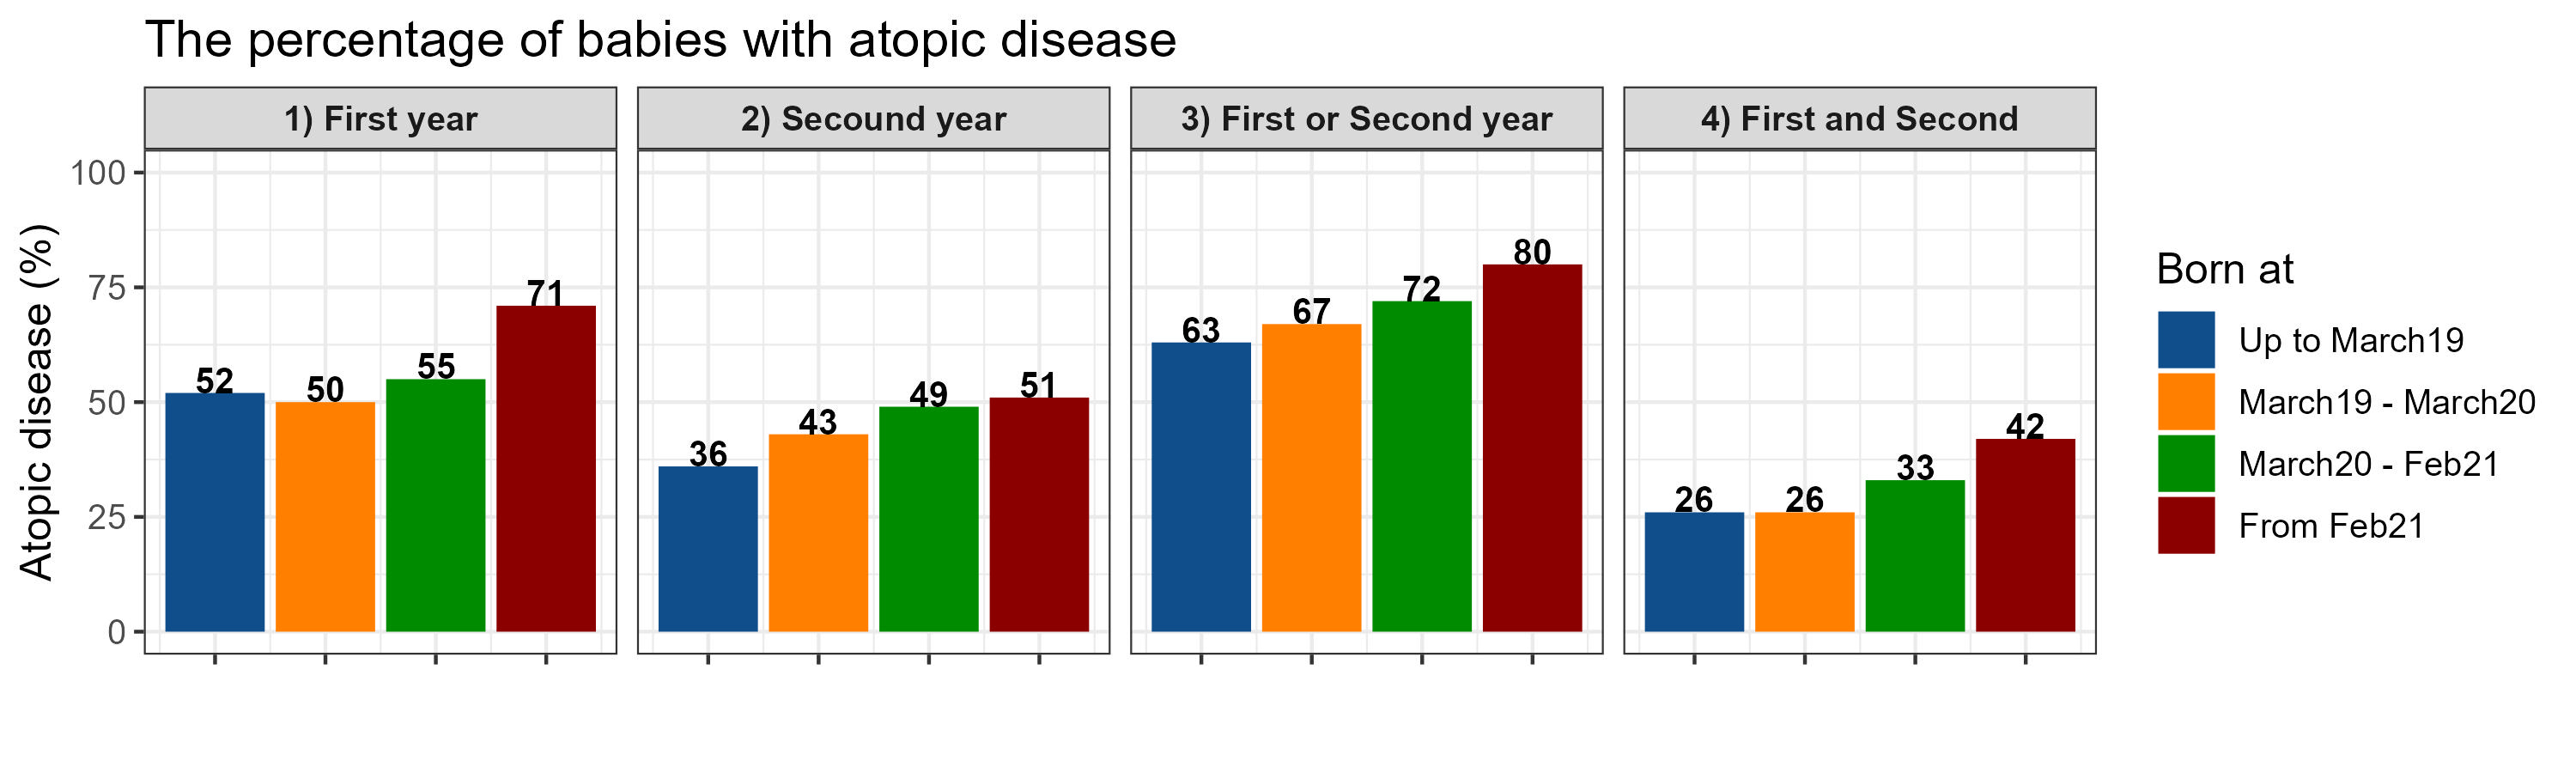 The percentage of babies with atopic disease
1) First year
2) Secound year
3) First or Second year
4) First and Second
Atopic disease (%)
100
75
50
25
0
52
50
55
71
36
43
49
51
63
67
72
80
26
26
33
42
Born at
Up to March19
March19 - March20
March20 - Feb21
From Feb21